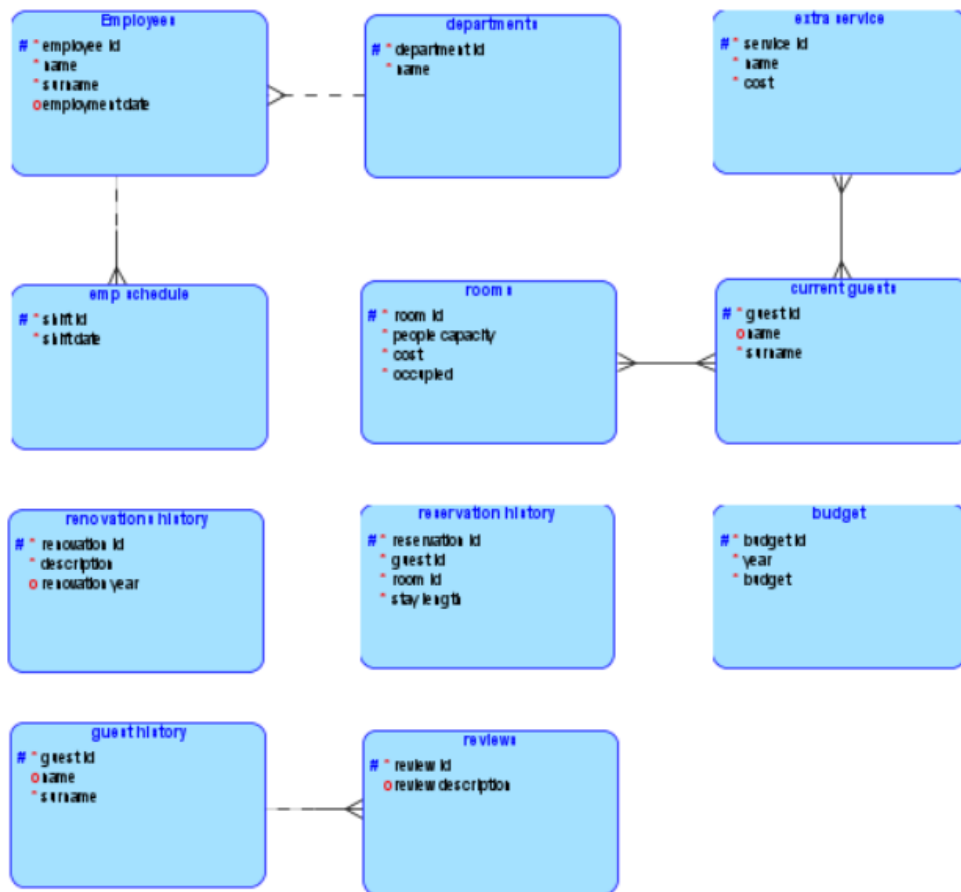 Employees
# * employee id
* name
* surname
o employment date
departments
# * department id
* name
extra service
# * service id
* name
* cost
emp schedule
# * shift id
* shift date
rooms
# * room id
* people capacity
* cost
* occupied
current guests
# * guest id
o name
* surname
renovations history
# * renovation id
* description
o renovation year
reservation history
# * reservation id
* guest id
* room id
* stay length
budget
# * budget id
* year
* budget
guest history
# * guest id
o name
* surname
reviews
# * review id
o review description